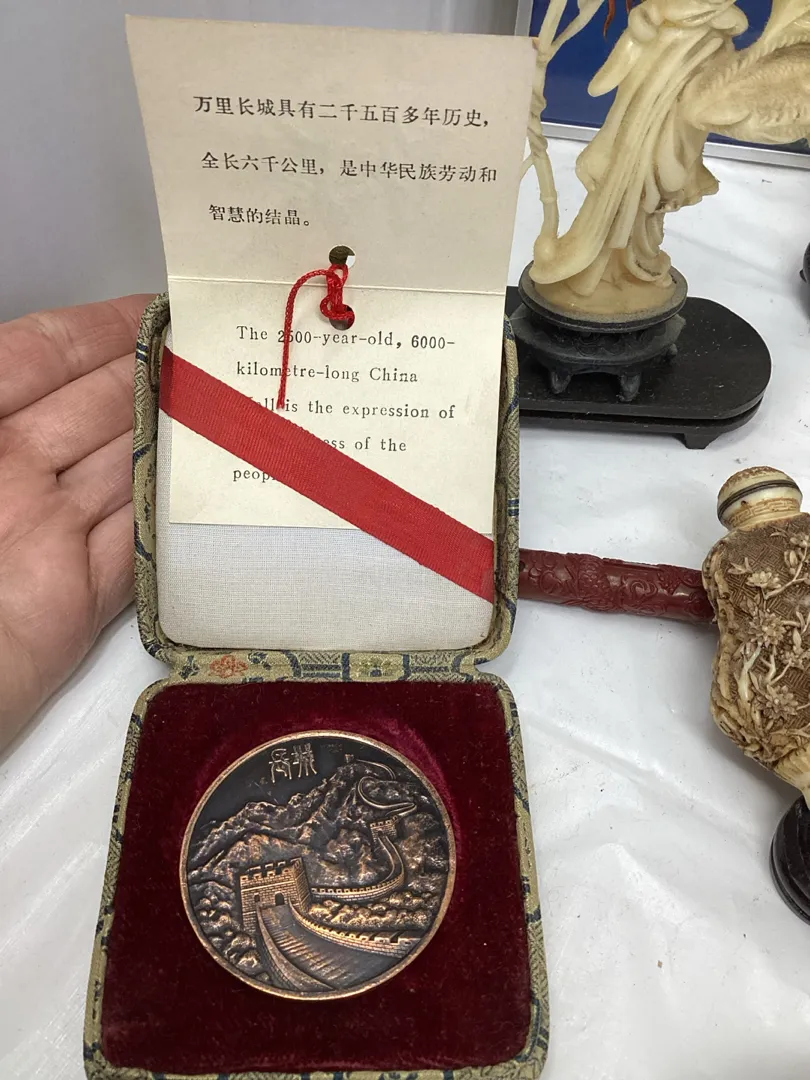 万里长城具有二千五百多年历史，
全长六千公里，是中华民族劳动和
智慧的结晶。
The 2500-year-old, 6000-
kilometre-long China
is the expression of
of the
长城